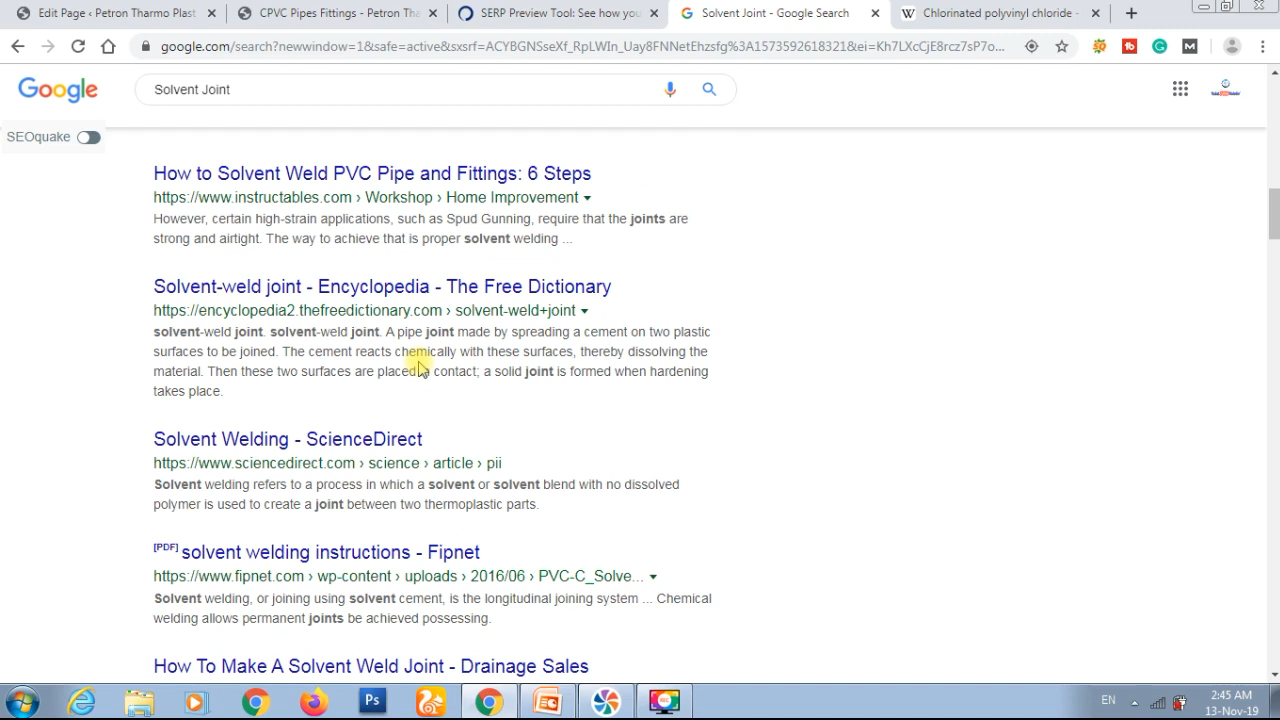 Edit Page ‹ Petron Tharmo Plast
CPVC Pipes Fittings - Petron Tha
SERP Preview Tool: See how you
Solvent Joint - Google Search
Chlorinated polyvinyl chloride -
google.com/search?newwindow=1&safe=active&sxsrf=ACYBGNSseXf_RpLWIn_Uay8FNNetEhzsfg%3A1573592618321&ei=Kh7LXcCjE8rcz7sP7o...
Google
Solvent Joint
SEOquake
How to Solvent Weld PVC Pipe and Fittings: 6 Steps
https://www.instructables.com › Workshop › Home Improvement
However, certain high-strain applications, such as Spud Gunning, require that the joints are
strong and airtight. The way to achieve that is proper solvent welding ...
Solvent-weld joint - Encyclopedia - The Free Dictionary
https://encyclopedia2.thefreedictionary.com › solvent-weld+joint
solvent-weld joint. solvent-weld joint. A pipe joint made by spreading a cement on two plastic
surfaces to be joined. The cement reacts chemically with these surfaces, thereby dissolving the
material. Then these two surfaces are placed contact; a solid joint is formed when hardening
takes place.
Solvent Welding - ScienceDirect
https://www.sciencedirect.com › science › article › pii
Solvent welding refers to a process in which a solvent or solvent blend with no dissolved
polymer is used to create a joint between two thermoplastic parts.
[PDF] solvent welding instructions - Fipnet
https://www.fipnet.com › wp-content › uploads › 2016/06 › PVC-C_Solve...
Solvent welding, or joining using solvent cement, is the longitudinal joining system ... Chemical
welding allows permanent joints be achieved possessing.
How To Make A Solvent Weld Joint - Drainage Sales
EN
2:45 AM
13-Nov-19